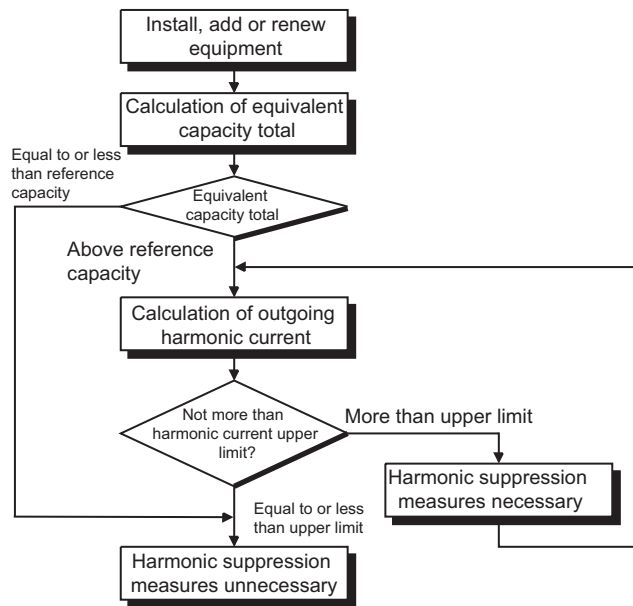 Install, add or renew
equipment
Calculation of equivalent
capacity total
Equal to or less
than reference
capacity
Equivalent
capacity total
Above reference
capacity
Calculation of outgoing
harmonic current
Not more than
harmonic current upper
limit?
More than upper limit
Harmonic suppression
measures necessary
Equal to or less
than upper limit
Harmonic suppression
measures unnecessary